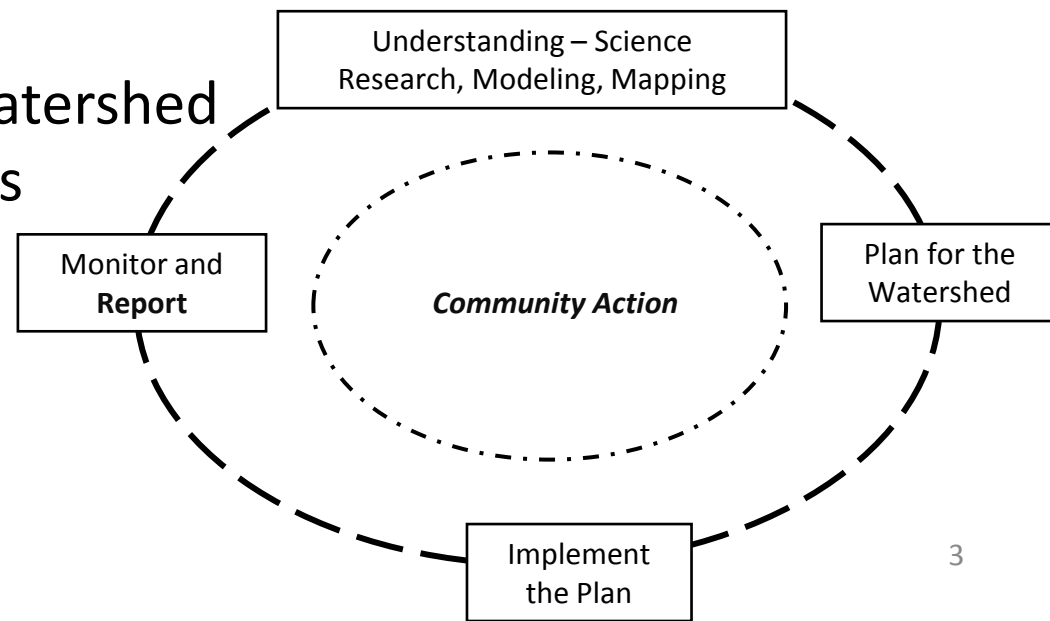 Understanding – Science
Research, Modeling, Mapping
atershed
s
Monitor and
Report
Community Action
Plan for the
Watershed
Implement
the Plan
3